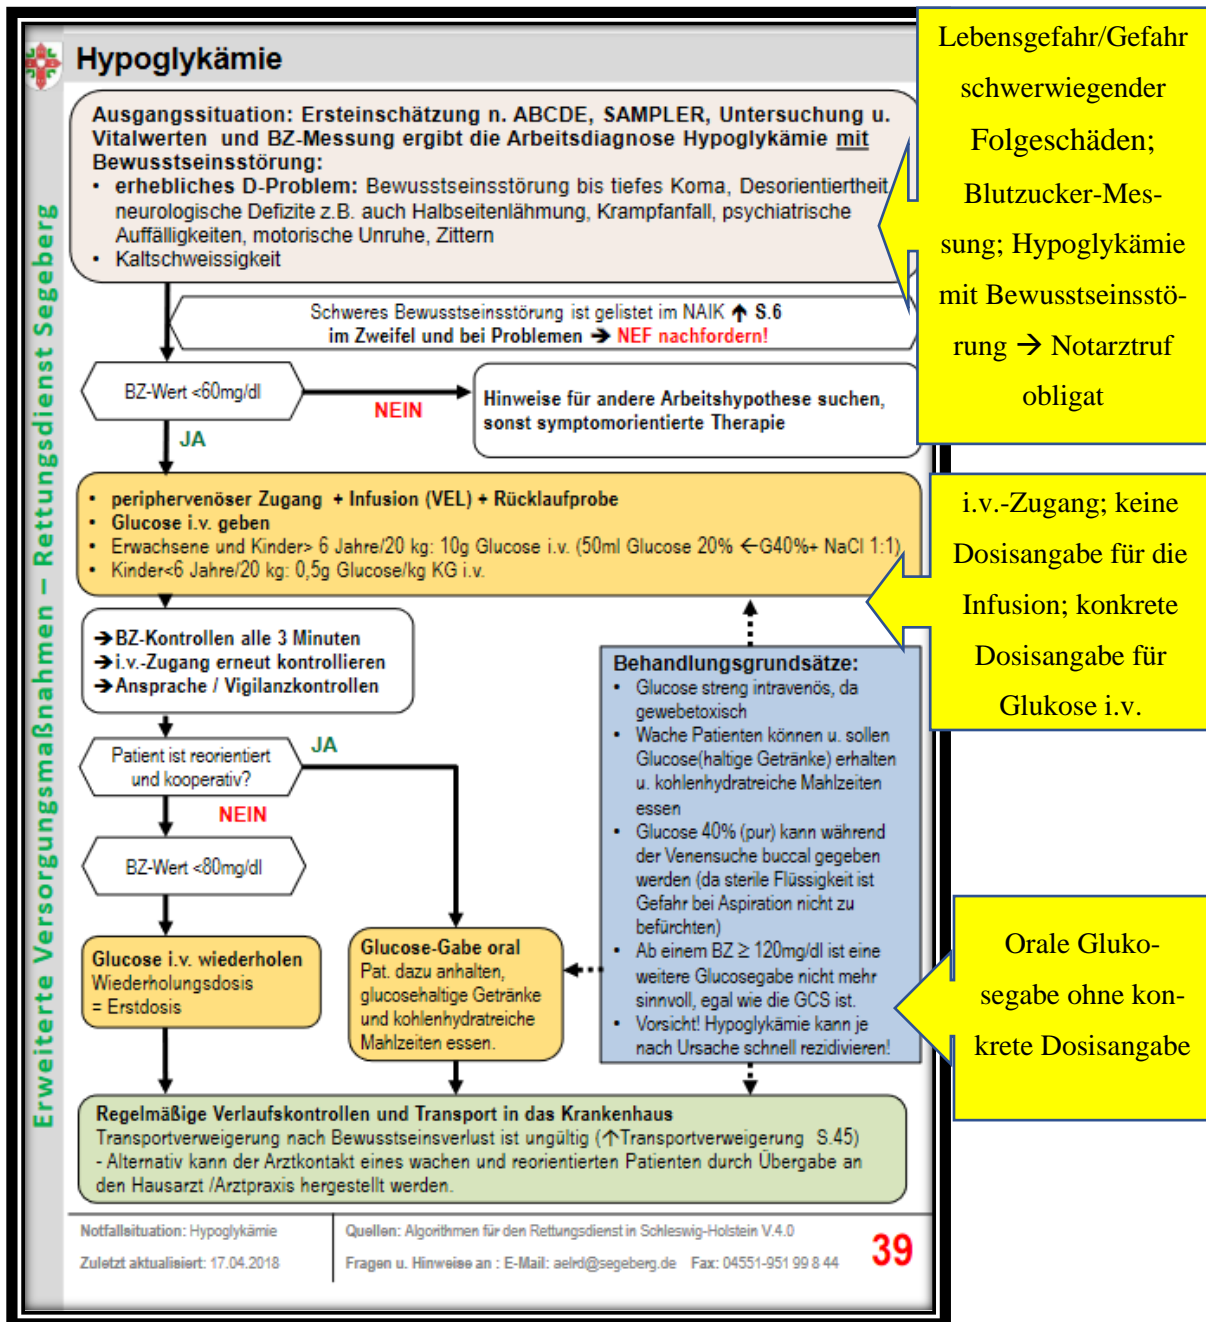 Hypoglykämie
Erweiterte Versorgungsmaßnahmen – Rettungsdienst Segeberg
Ausgangssituation: Ersteinschätzung n. ABCDE, SAMPLER, Untersuchung u.
Vitalwerten und BZ-Messung ergibt die Arbeitsdiagnose Hypoglykämie mit
Bewusstseinsstörung:
• erhebliches D-Problem: Bewusstseinsstörung bis tiefes Koma, Desorientiertheit
neurologische Defizite z.B. auch Halbseitenlähmung, Krampfanfall, psychiatrische
Auffälligkeiten, motorische Unruhe, Zittern
• Kaltschweissigkeit
Lebensgefahr/Gefahr
schwerwiegender
Folgeschäden;
Blutzucker-Mes-
sung; Hypoglykämie
mit Bewusstseinsstö-
rung → Notarztruf
obligat
Schweres Bewusstseinsstörung ist gelistet im NAIK ↑ S.6
im Zweifel und bei Problemen → NEF nachfordern!
BZ-Wert <60mg/dl
NEIN
Hinweise für andere Arbeitshypothese suchen,
sonst symptomorientierte Therapie
JA
• periphervenöser Zugang + Infusion (VEL) + Rücklaufprobe
• Glucose i.v. geben
• Erwachsene und Kinder> 6 Jahre/20 kg: 10g Glucose i.v. (50ml Glucose 20% ←G40%+ NaCl 1:1)
• Kinder<6 Jahre/20 kg: 0,5g Glucose/kg KG i.v.
i.v.-Zugang; keine
Dosisangabe für die
Infusion; konkrete
Dosisangabe für
Glukose i.v.
→BZ-Kontrollen alle 3 Minuten
→i.v.-Zugang erneut kontrollieren
→Ansprache / Vigilanzkontrollen
Patient ist reorientiert
und kooperativ?
JA
NEIN
BZ-Wert <80mg/dl
Glucose i.v. wiederholen
Wiederholungsdosis
= Erstdosis
Glucose-Gabe oral
Pat. dazu anhalten,
glucosehaltige Getränke
und kohlenhydratreiche
Mahlzeiten essen.
Behandlungsgrundsätze:
• Glucose streng intravenös, da
gewebetoxisch
• Wache Patienten können u. sollen
Glucose(haltige Getränke) erhalten
u. kohlenhydratreiche Mahlzeiten
essen
• Glucose 40% (pur) kann während
der Venensuche buccal gegeben
werden (da sterile Flüssigkeit ist
Gefahr bei Aspiration nicht zu
befürchten)
• Ab einem BZ ≥ 120mg/dl ist eine
weitere Glucosegabe nicht mehr
sinnvoll, egal wie die GCS ist.
• Vorsicht! Hypoglykämie kann je
nach Ursache schnell rezidivieren!
Orale Gluko-
segabe ohne kon-
krete Dosisangabe
Regelmäßige Verlaufskontrollen und Transport in das Krankenhaus
Transportverweigerung nach Bewusstseinsverlust ist ungültig (↑Transportverweigerung S.45)
- Alternativ kann der Arztkontakt eines wachen und reorientierten Patienten durch Übergabe an
den Hausarzt /Arztpraxis hergestellt werden.
Notfallsituation: Hypoglykämie
Zuletzt aktualisiert: 17.04.2018
Quellen: Algorithmen für den Rettungsdienst in Schleswig-Holstein V.4.0
Fragen u. Hinweise an : E-Mail: aelrd@segeberg.de Fax: 04551-951 99 8 44
39